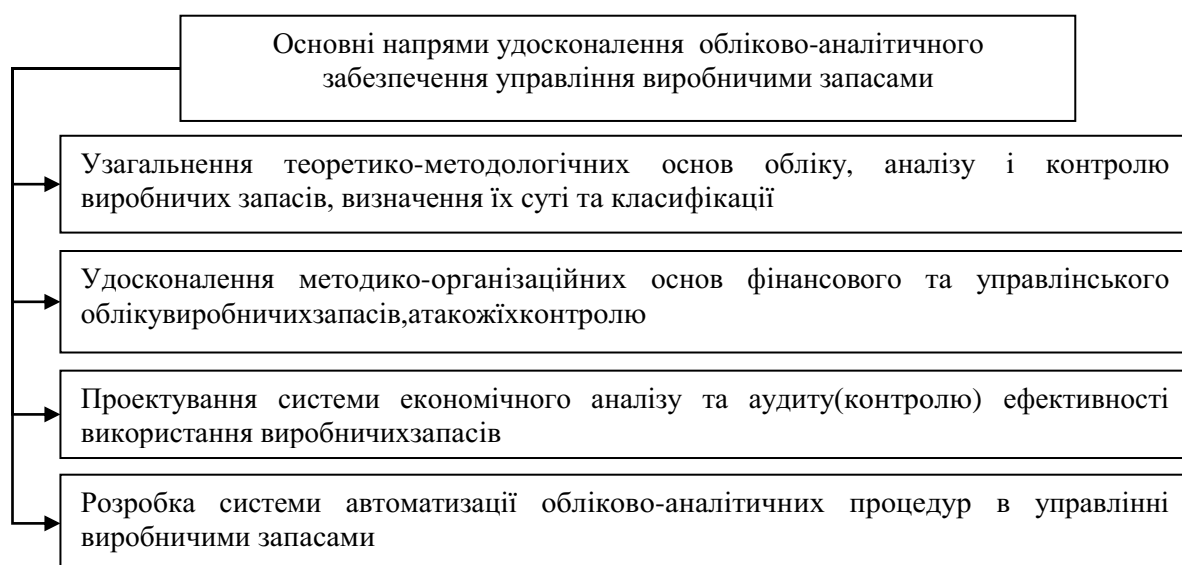 Основні напрями удосконалення обліково-аналітичного
забезпечення управління виробничими запасами
Узагальнення теоретико-методологічних основ обліку, аналізу і контролю
виробничих запасів, визначення їх суті та класифікації
Удосконалення методико-організаційних основ фінансового та управлінського
облікувиробничихзапасів,атакожїхконтролю
Проектування системи економічного аналізу та аудиту(контролю) ефективності
використання виробничихзапасів
Розробка системи автоматизації обліково-аналітичних процедур в управлінні
виробничими запасами